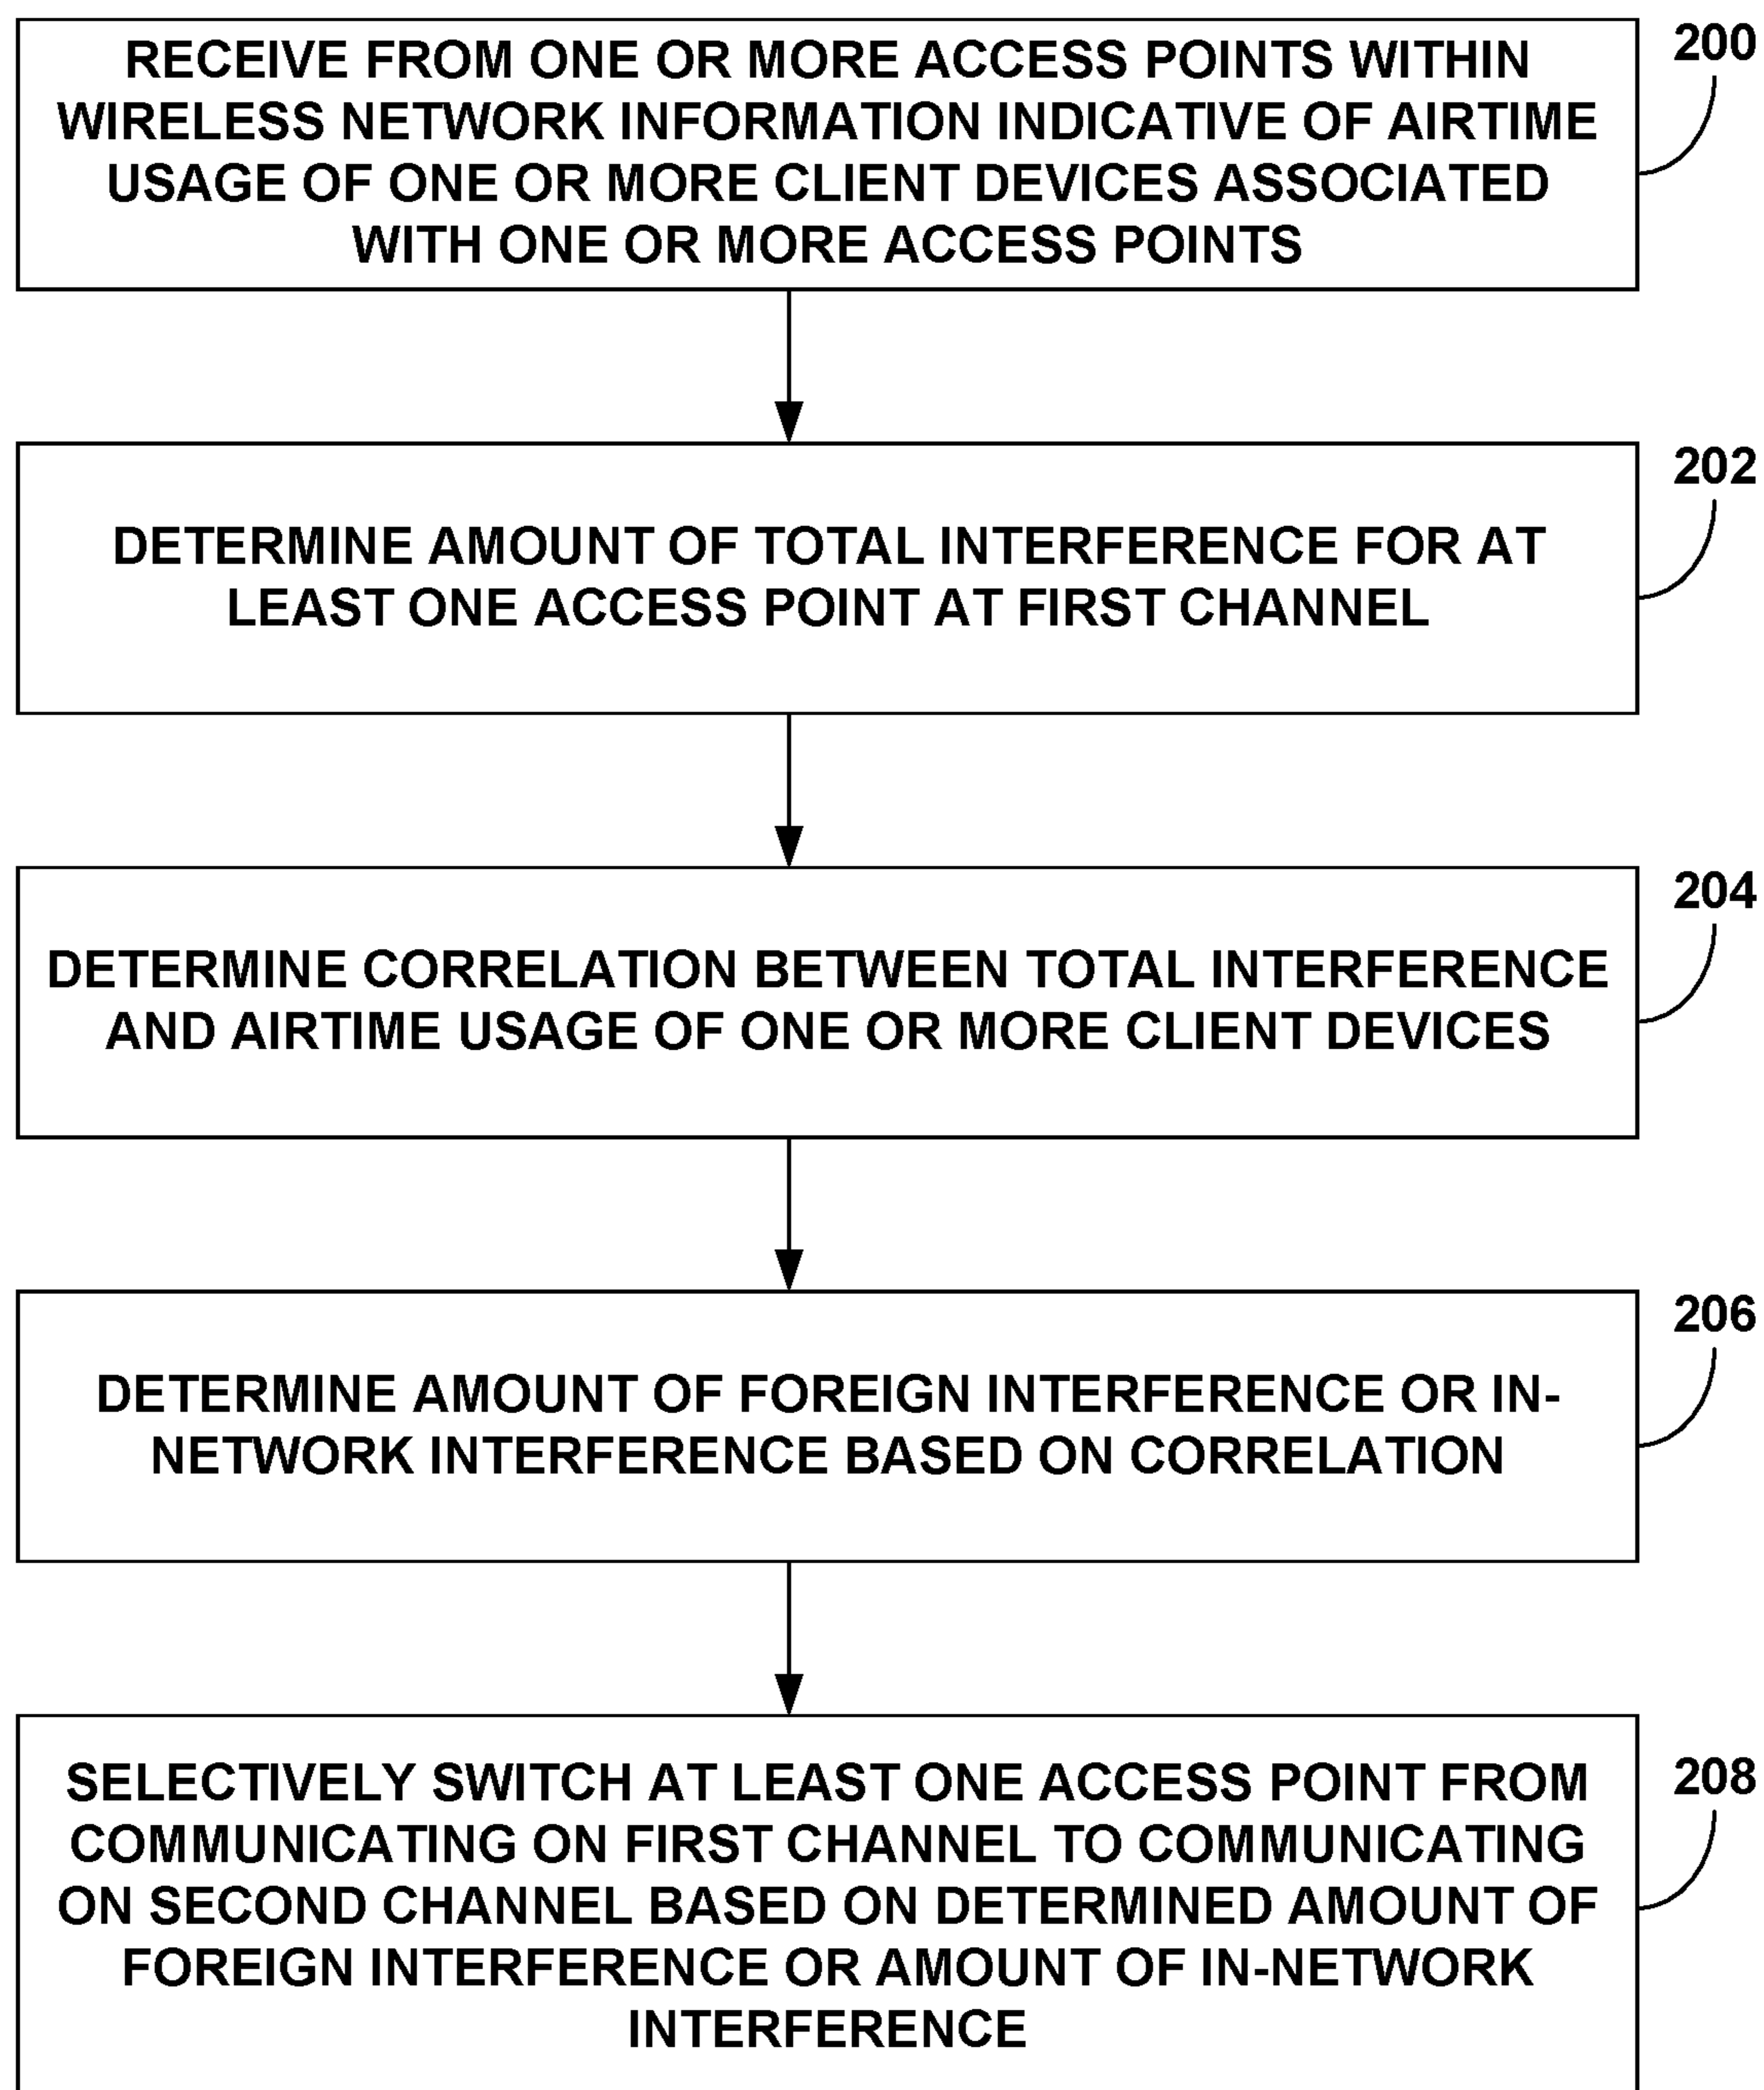 RECEIVE FROM ONE OR MORE ACCESS POINTS WITHIN
WIRELESS NETWORK INFORMATION INDICATIVE OF AIRTIME
USAGE OF ONE OR MORE CLIENT DEVICES ASSOCIATED
WITH ONE OR MORE ACCESS POINTS
200
DETERMINE AMOUNT OF TOTAL INTERFERENCE FOR AT
LEAST ONE ACCESS POINT AT FIRST CHANNEL
202
DETERMINE CORRELATION BETWEEN TOTAL INTERFERENCE
AND AIRTIME USAGE OF ONE OR MORE CLIENT DEVICES
204
DETERMINE AMOUNT OF FOREIGN INTERFERENCE OR IN-
NETWORK INTERFERENCE BASED ON CORRELATION
206
SELECTIVELY SWITCH AT LEAST ONE ACCESS POINT FROM
COMMUNICATING ON FIRST CHANNEL TO COMMUNICATING
ON SECOND CHANNEL BASED ON DETERMINED AMOUNT OF
FOREIGN INTERFERENCE OR AMOUNT OF IN-NETWORK
INTERFERENCE
208